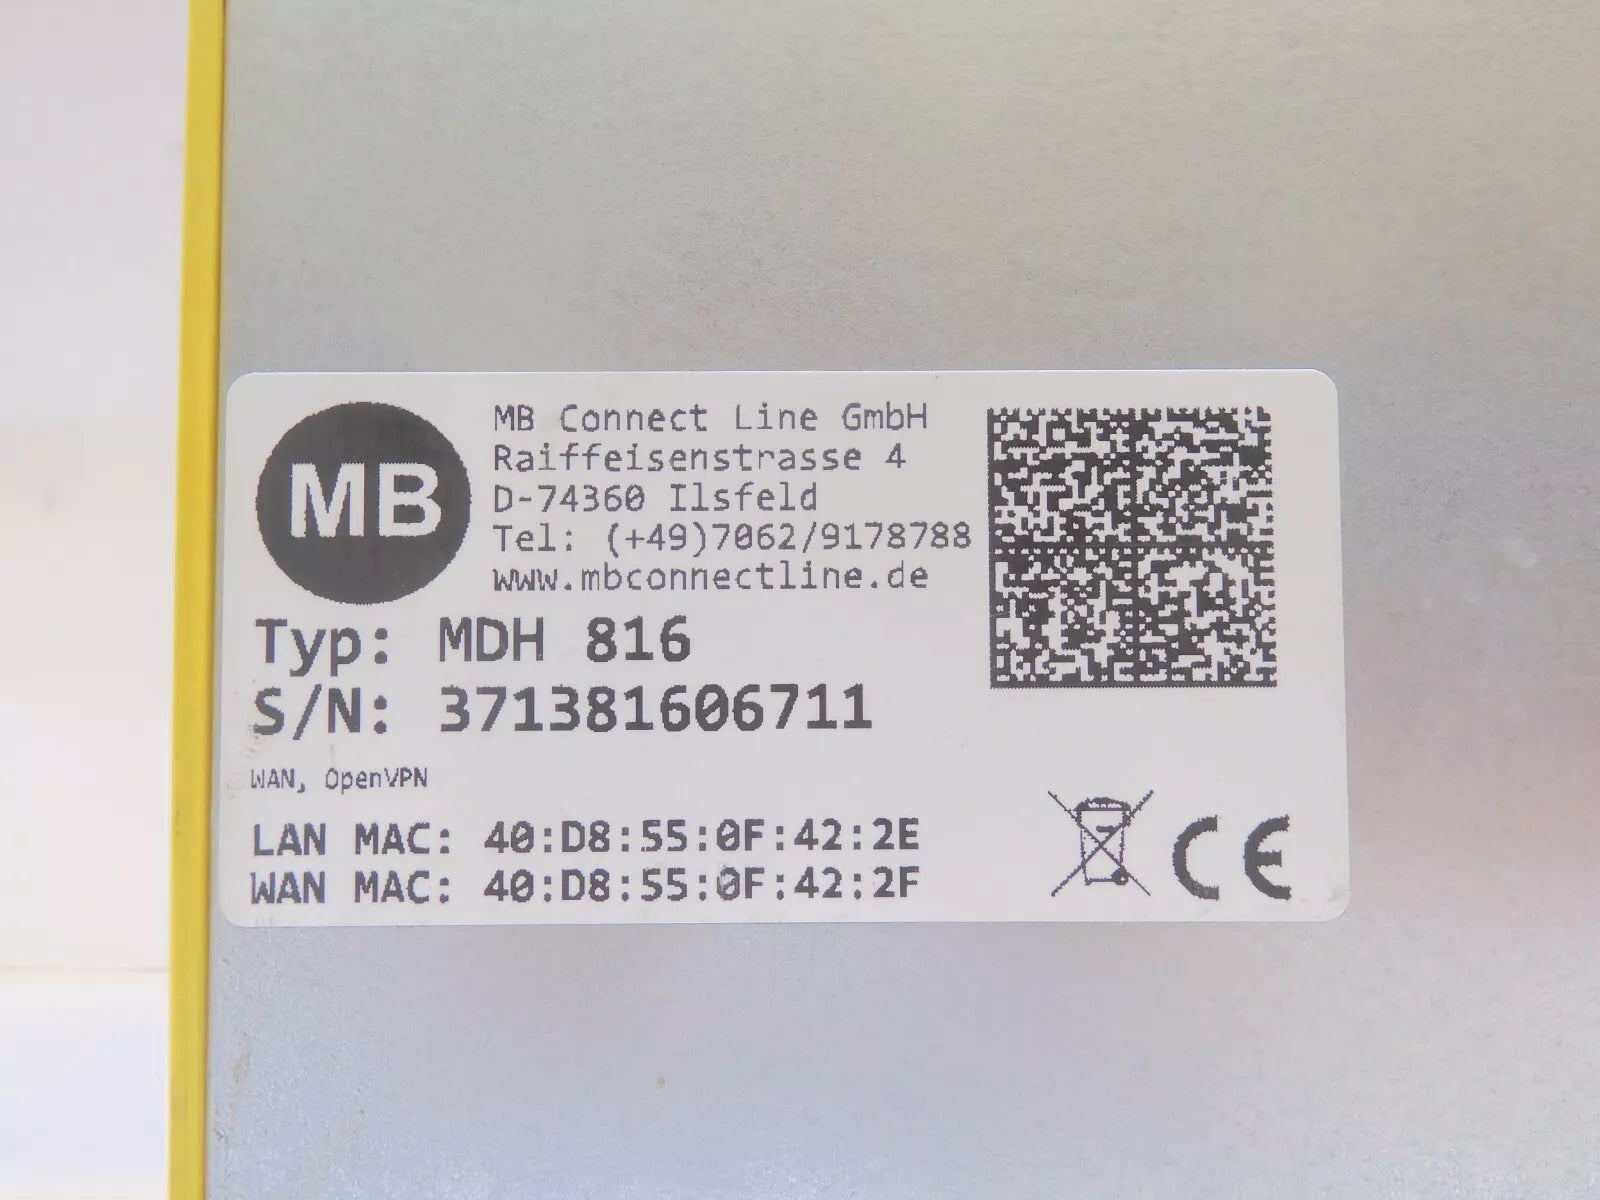 MB
MB Connect Line GmbH
Raiffeisenstrasse 4
D-74360 Ilsfeld
Tel: (+49)7062/9178788
www.mbconnectline.de
Typ: MDH 816
S/N: 371381606711
WAN, OpenVPN
LAN MAC: 40:D8:55:0F:42:2E
WAN MAC: 40:D8:55:0F:42:2F
CE